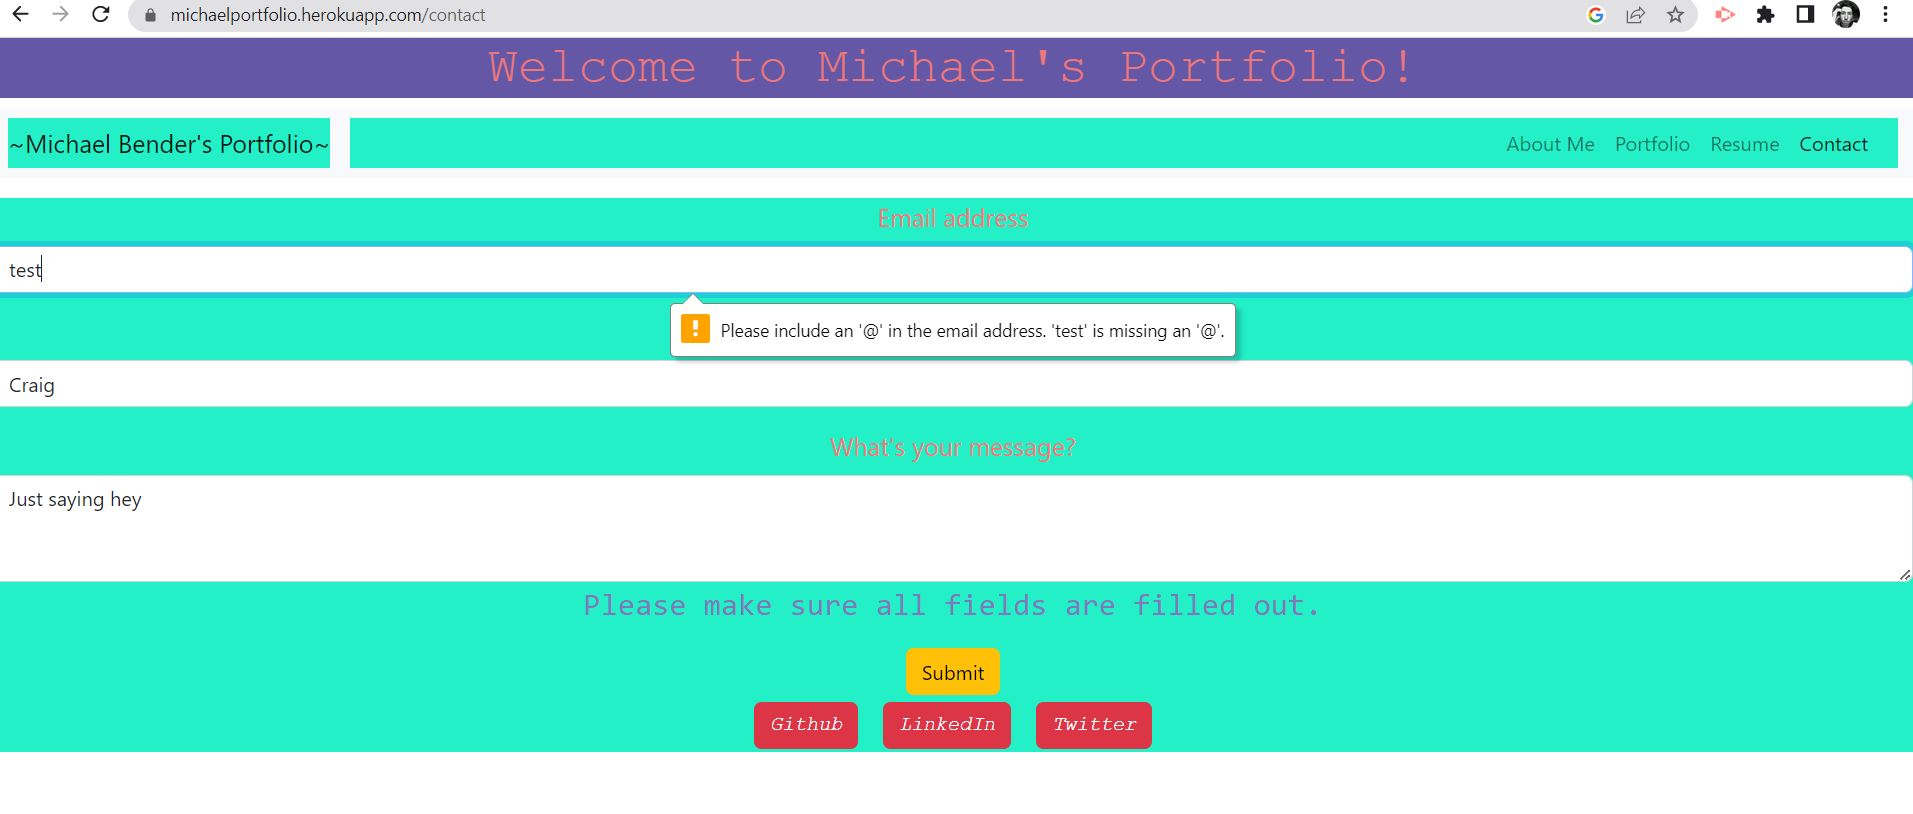 michaelportfolio.herokuapp.com/contact
Welcome to Michael's Portfolio!
~Michael Bender's Portfolio~
About Me Portfolio Resume Contact
Email address
test
Please include an '@' in the email address. 'test' is missing an '@'.
Craig
What's your message?
Just saying hey
Please make sure all fields are filled out.
Submit
Github LinkedIn Twitter